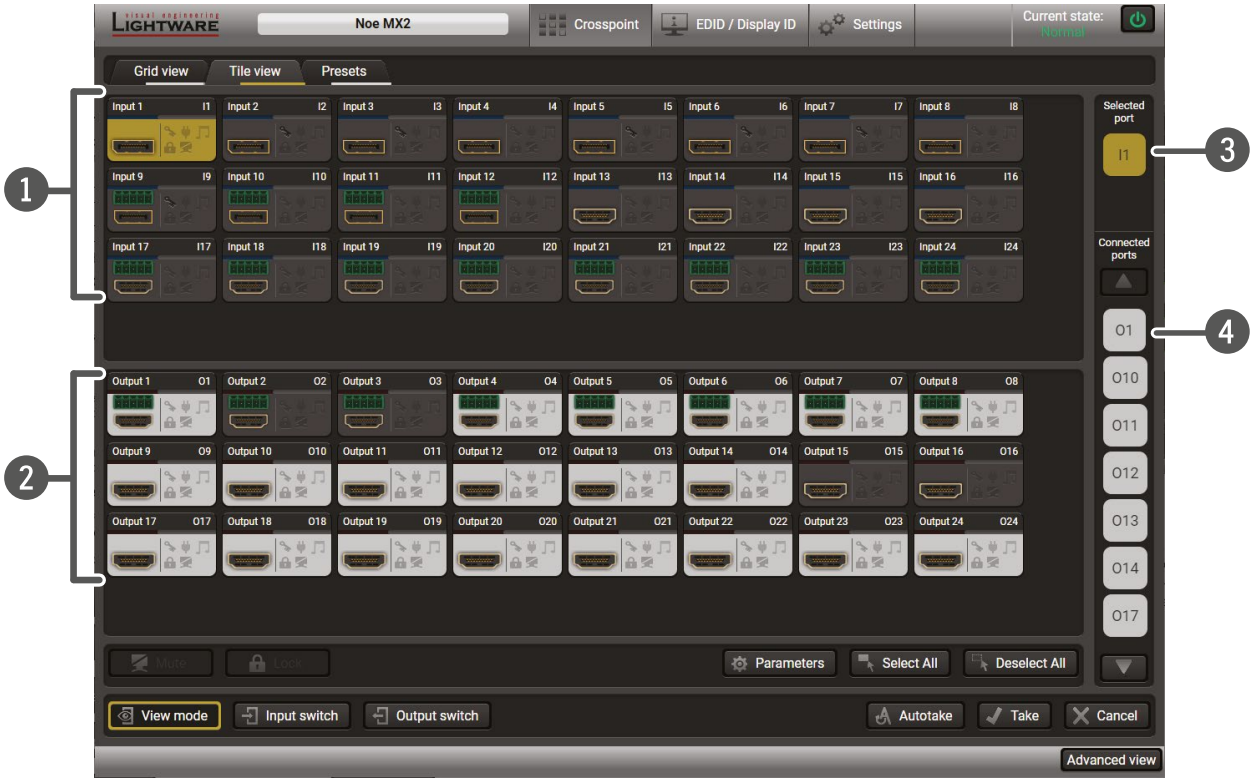 visual engineering
LIGHTWARE
Noe MX2
Crosspoint
EDID / Display ID
Settings
Current state:
Normal
Grid view
Tile view
Presets
Input 1 I1 Input 2 I2 Input 3 I3 Input 4 I4 Input 5 I5 Input 6 I6 Input 7 I7 Input 8 I8
Selected
port
I1
3
1
Input 9 I9 Input 10 I10 Input 11 I11 Input 12 I12 Input 13 I13 Input 14 I14 Input 15 I15 Input 16 I16
Input 17 I17 Input 18 I18 Input 19 I19 Input 20 I20 Input 21 I21 Input 22 I22 Input 23 I23 Input 24 I24
Connected
ports
O1
4
Output 1 O1 Output 2 O2 Output 3 O3 Output 4 O4 Output 5 O5 Output 6 O6 Output 7 O7 Output 8 O8
O10
O11
2
Output 9 O9 Output 10 O10 Output 11 O11 Output 12 O12 Output 13 O13 Output 14 O14 Output 15 O15 Output 16 O16
O12
Output 17 O17 Output 18 O18 Output 19 O19 Output 20 O20 Output 21 O21 Output 22 O22 Output 23 O23 Output 24 O24
O13
O14
O17
Mute
Lock
Parameters
Select All
Deselect All
View mode
Input switch
Output switch
Autotake
Take
Cancel
Advanced view